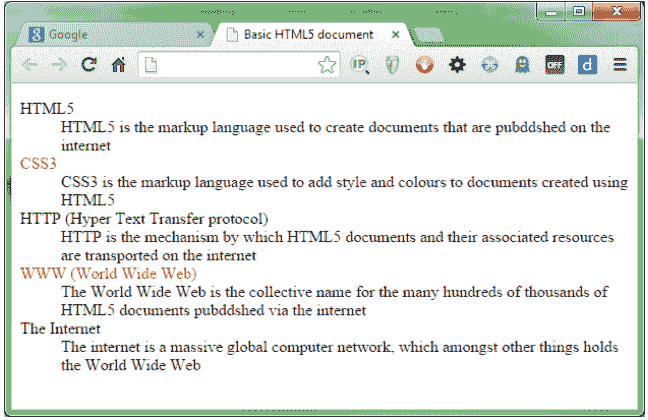 Google
Basic HTML5 document
IP
OFF
d
HTML5
HTML5 is the markup language used to create documents that are pubddshed on the
internet
CSS3
CSS3 is the markup language used to add style and colours to documents created using
HTML5
HTTP (Hyper Text Transfer protocol)
HTTP is the mechanism by which HTML5 documents and their associated resources
are transported on the internet
WWW (World Wide Web)
The World Wide Web is the collective name for the many hundreds of thousands of
HTML5 documents pubddshed via the internet
The Internet
The internet is a massive global computer network, which amongst other things holds
the World Wide Web